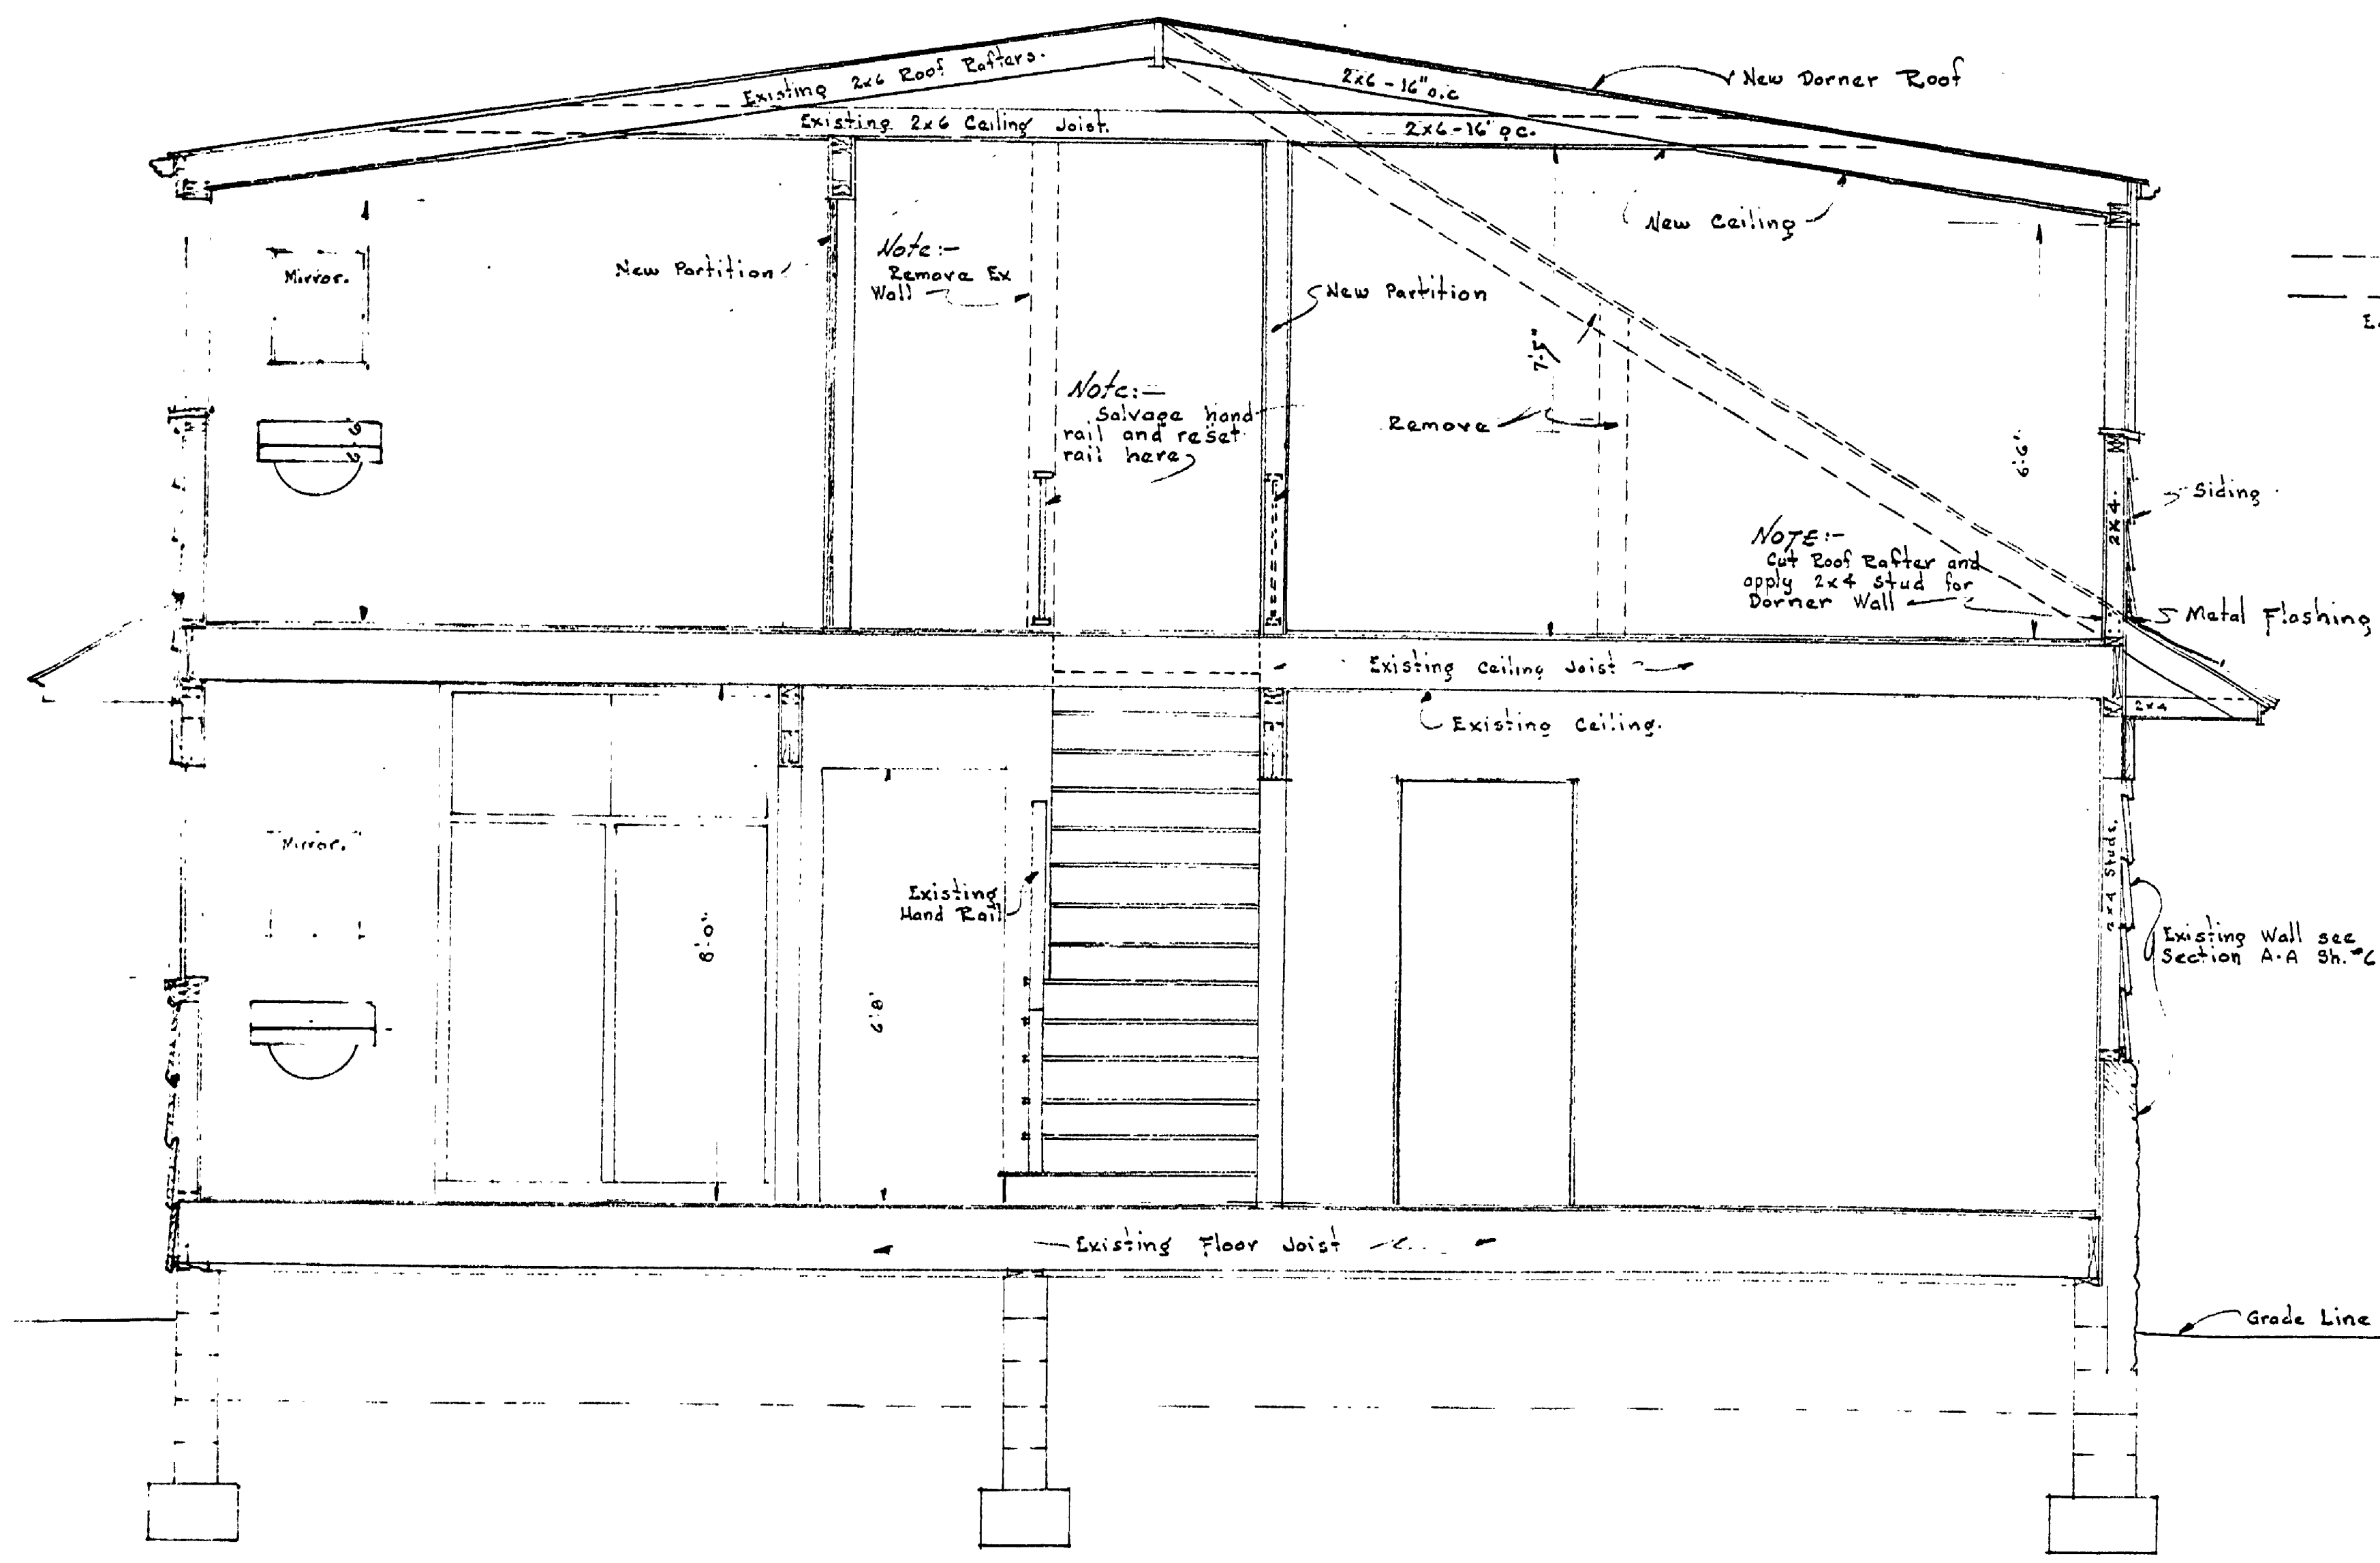 Existing 2x6 Roof Rafters.
2x6-16" o.c
New Dorner Roof
Existing 2x6 Ceiling Joist.
2x6-16" o.c.
New Ceiling
Mirror.
New Partition
Note:-
Remove Ex
Wall
New Partition
7'-5"
Note:-
Salvage hand
rail and reset
rail here
Remove
6'-6"
Siding
2x4.
NOTE:-
Cut Roof Rafter and
apply 2x4 stud for
Dorner Wall
Metal Flashing
Existing Ceiling Joist
Existing Ceiling.
2x4
Mirror.
8'-0"
Existing
Hand Rail
6'-8"
2x4 Studs.
Existing Wall see
Section A-A Sh.#6
Existing Floor Joist
Grade Line